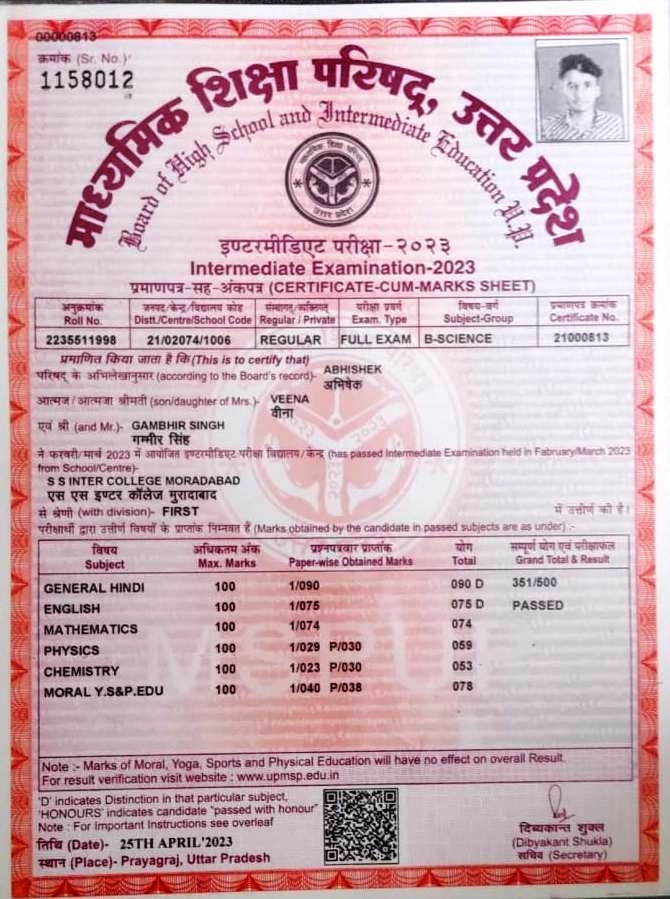 00000813
क्रमांक (Sr. No.)
1158012
माध्यमिक शिक्षा परिषद्, उत्तर प्रदेश
Board of High School and Intermediate Education U.P.
माध्यमिक शिक्षा परिषद्
उत्तर प्रदेश
इण्टरमीडिएट परीक्षा-२०२३
Intermediate Examination-2023
प्रमाणपत्र-सह-अंकपत्र (CERTIFICATE-CUM-MARKS SHEET)
अनुक्रमांक जनपद/केन्द्र/विद्यालय कोड संस्थागत/व्यक्तिगत परीक्षा प्रवर्ग विषय-वर्ग प्रमाणपत्र क्रमांक
Roll No. Distt./Centre/School Code Regular / Private Exam. Type Subject-Group Certificate No.
2235511998 21/02074/1006 REGULAR FULL EXAM B-SCIENCE 21000813
प्रमाणित किया जाता है कि (This is to certify that)
परिषद् के अभिलेखानुसार (according to the Board's record)- ABHISHEK
अभिषेक
आत्मज/आत्मजा श्रीमती (son/daughter of Mrs.)- VEENA
वीना
एवं श्री (and Mr.)- GAMBHIR SINGH
गम्भीर सिंह
ने फरवरी/मार्च 2023 में आयोजित इण्टरमीडिएट परीक्षा विद्यालय/केन्द्र (has passed Intermediate Examination held in Fabruary/March 2023
from School/Centre)-
S S INTER COLLEGE MORADABAD
एस एस इण्टर कॉलेज मुरादाबाद
से श्रेणी (with division)- FIRST में उत्तीर्ण की है।
परीक्षार्थी द्वारा उत्तीर्ण विषयों के प्राप्तांक निम्नवत हैं (Marks obtained by the candidate in passed subjects are as under) :-
विषय अधिकतम अंक प्रश्नपत्रवार प्राप्तांक योग सम्पूर्ण योग एवं परीक्षाफल
Subject Max. Marks Paper-wise Obtained Marks Total Grand Total & Result
GENERAL HINDI 100 1/090 090 D 351/500
ENGLISH 100 1/075 075 D PASSED
MATHEMATICS 100 1/074 074
PHYSICS 100 1/029 P/030 059
CHEMISTRY 100 1/023 P/030 053
MORAL Y.S&P.EDU 100 1/040 P/038 078
Note :- Marks of Moral, Yoga, Sports and Physical Education will have no effect on overall Result.
For result verification visit website : www.upmsp.edu.in
'D' indicates Distinction in that particular subject,
'HONOURS' indicates candidate "passed with honour"
Note : For Important Instructions see overleaf
तिथि (Date)- 25TH APRIL'2023
स्थान (Place)- Prayagraj, Uttar Pradesh
दिब्यकान्त शुक्ल
(Dibyakant Shukla)
सचिव (Secretary)